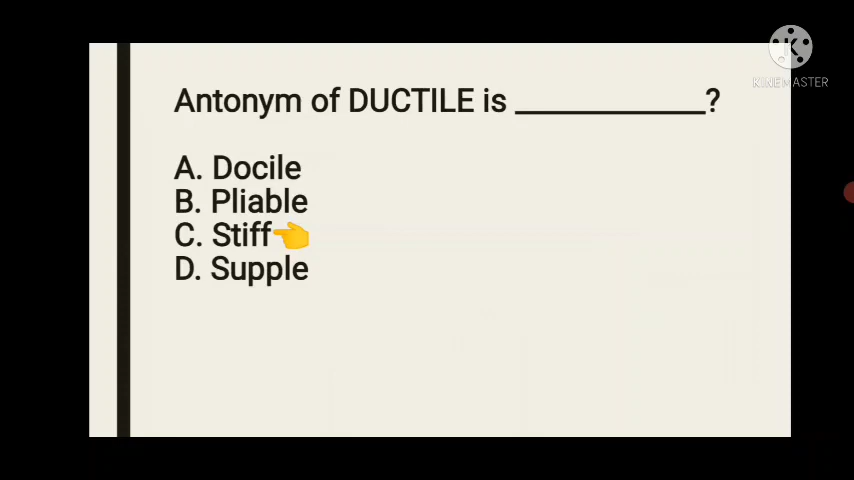 Antonym of DUCTILE is ____________?
A. Docile
B. Pliable
C. Stiff👈
D. Supple
K
KINEMASTER